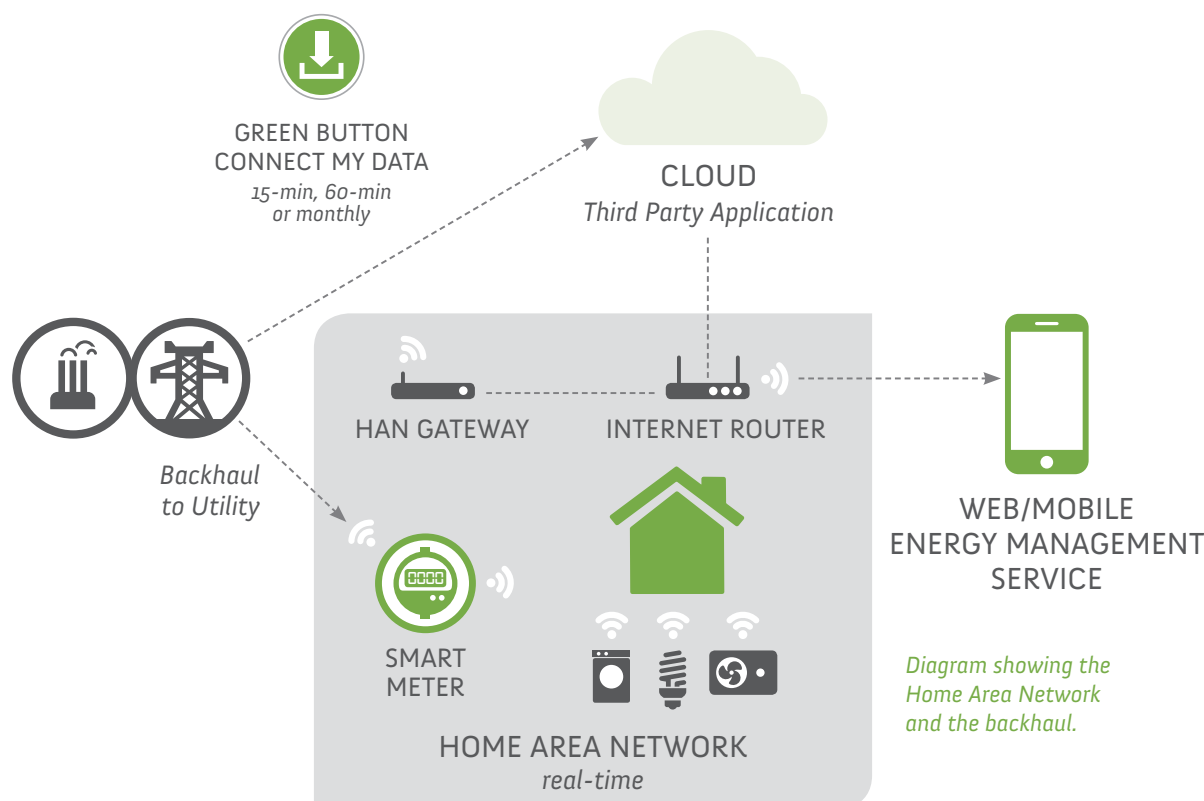 GREEN BUTTON
CONNECT MY DATA
15-min, 60-min
or monthly
CLOUD
Third Party Application
HAN GATEWAY
INTERNET ROUTER
Backhaul
to Utility
WEB/MOBILE
ENERGY MANAGEMENT
SERVICE
0000
SMART
METER
Diagram showing the
Home Area Network
and the backhaul.
HOME AREA NETWORK
real-time